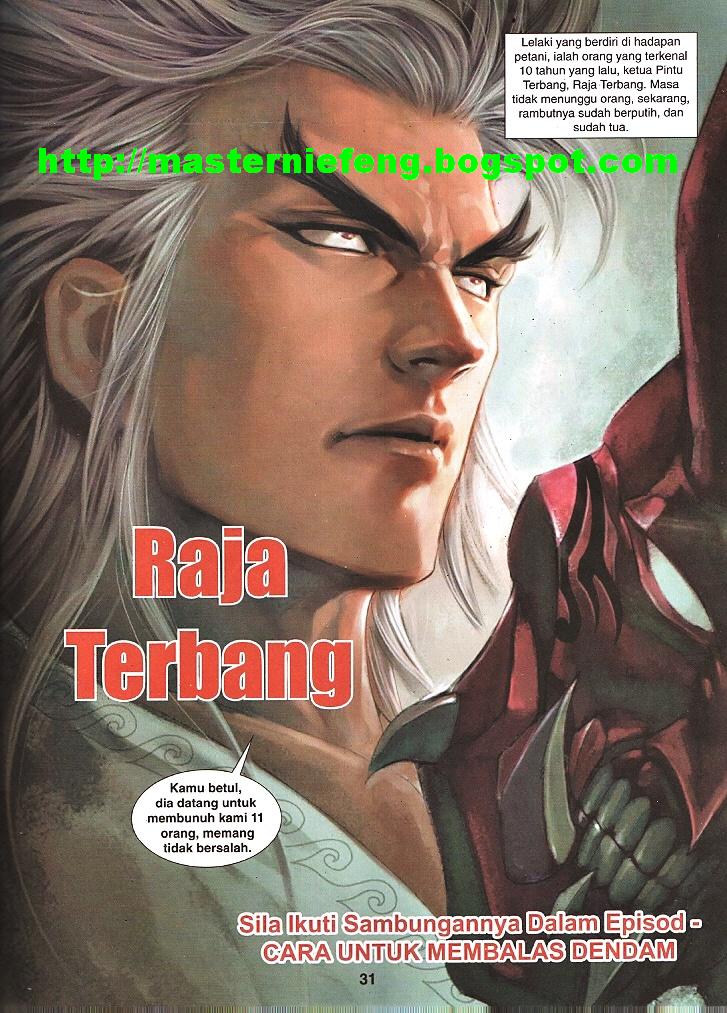 Lelaki yang berdiri di hadapan
petani, ialah orang yang terkenal
10 tahun yang lalu, ketua Pintu
Terbang, Raja Terbang. Masa
tidak menunggu orang, sekarang,
rambutnya sudah berputih, dan
sudah tua.
http://masterniefeng.bogspot.com
Raja
Terbang
Kamu betul,
dia datang untuk
membunuh kami 11
orang, memang
tidak bersalah.
Sila Ikuti Sambungannya Dalam Episod -
CARA UNTUK MEMBALAS DENDAM
31